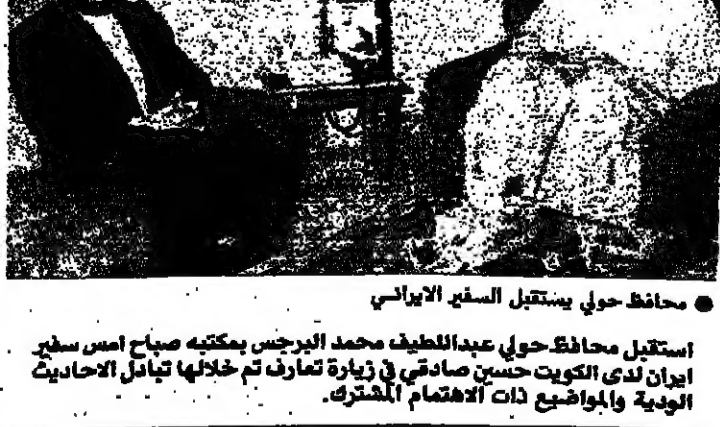 ● محافظ حولي يستقبل السفير الايراني
استقبل محافظ حولي عبداللطيف محمد البرجس بمكتبه صباح امس سفير
ايران لدى الكويت حسين صادقي في زيارة تعارف تم خلالها تبادل الاحاديث
الودية والمواضيع ذات الاهتمام المشترك.